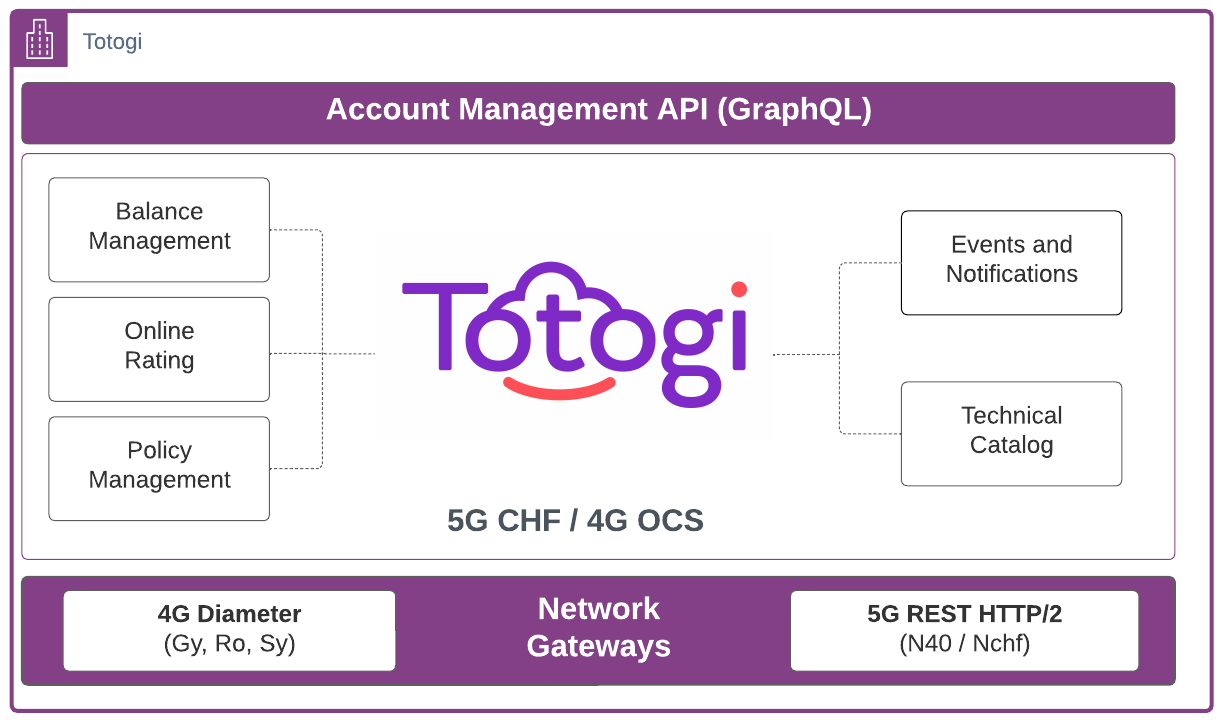 Totogi
Account Management API (GraphQL)
Balance
Management
Online
Rating
Policy
Management
Totogi
5G CHF / 4G OCS
Events and
Notifications
Technical
Catalog
4G Diameter
(Gy, Ro, Sy)
Network
Gateways
5G REST HTTP/2
(N40 / Nchf)